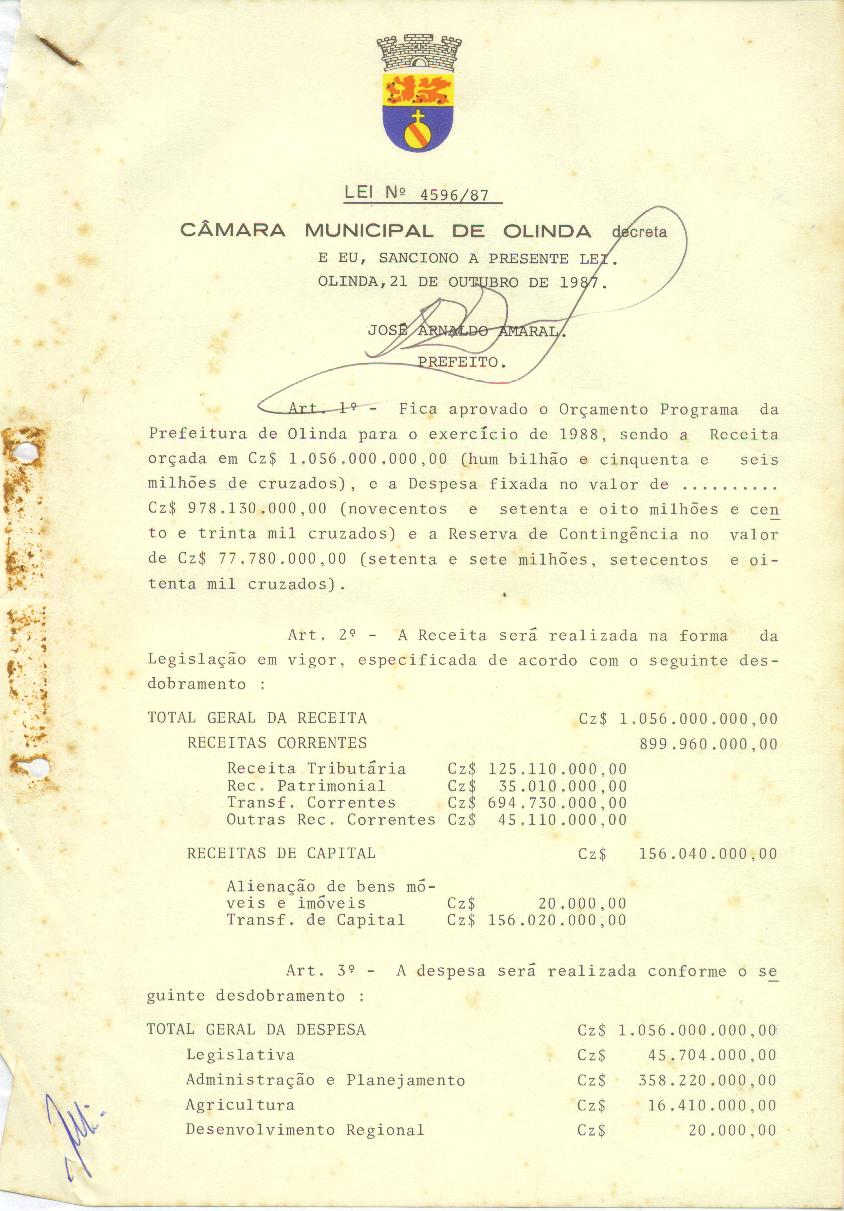 LEI Nº 4596/87
CÂMARA MUNICIPAL DE OLINDA decreta
E EU, SANCIONO A PRESENTE LEI.
OLINDA,21 DE OUTUBRO DE 1987.
JOSÉ ARNALDO AMARAL.
PREFEITO.
Art. 1º - Fica aprovado o Orçamento Programa da
Prefeitura de Olinda para o exercício de 1988, sendo a Receita
orçada em Cz$ 1.056.000.000,00 (hum bilhão e cinquenta e seis
milhões de cruzados), e a Despesa fixada no valor de ..........
Cz$ 978.130.000,00 (novecentos e setenta e oito milhões e cen
to e trinta mil cruzados) e a Reserva de Contingência no valor
de Cz$ 77.780.000,00 (setenta e sete milhões, setecentos e oi-
tenta mil cruzados).
Art. 2º - A Receita será realizada na forma da
Legislação em vigor, especificada de acordo com o seguinte des-
dobramento :
TOTAL GERAL DA RECEITA Cz$ 1.056.000.000,00
RECEITAS CORRENTES 899.960.000,00
Receita Tributária Cz$ 125.110.000,00
Rec. Patrimonial Cz$ 35.010.000,00
Transf. Correntes Cz$ 694.730.000,00
Outras Rec. Correntes Cz$ 45.110.000,00
RECEITAS DE CAPITAL Cz$ 156.040.000,00
Alienação de bens mó-
veis e imóveis Cz$ 20.000,00
Transf. de Capital Cz$ 156.020.000,00
Art. 3º - A despesa será realizada conforme o se
guinte desdobramento :
TOTAL GERAL DA DESPESA Cz$ 1.056.000.000,00
Legislativa Cz$ 45.704.000,00
Administração e Planejamento Cz$ 358.220.000,00
Agricultura Cz$ 16.410.000,00
Desenvolvimento Regional Cz$ 20.000,00